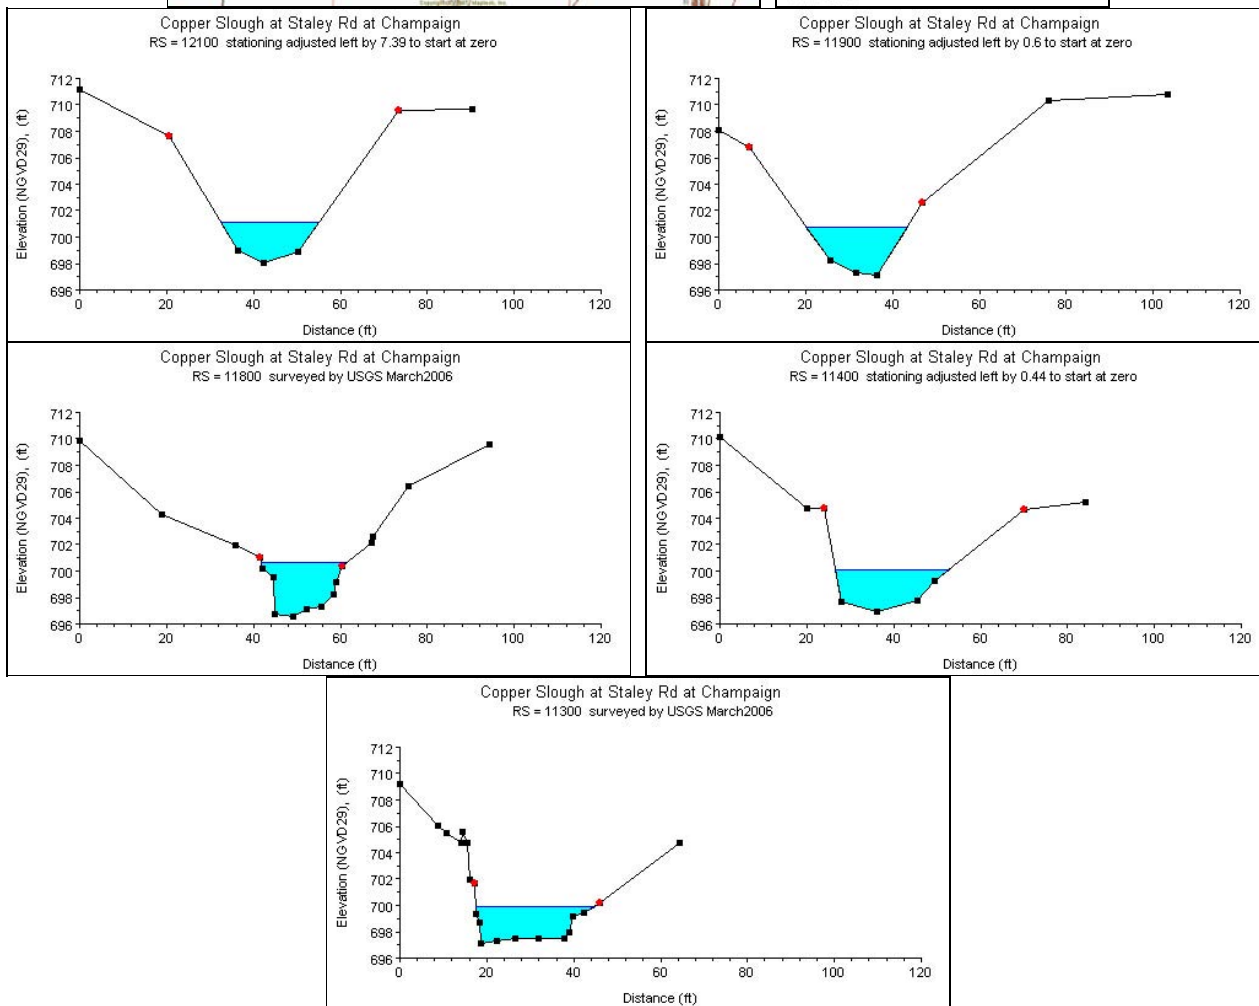 Copper Slough at Staley Rd at Champaign
RS = 12100 stationing adjusted left by 7.39 to start at zero
Elevation (NGVD29), (ft)
712
710
708
706
704
702
700
698
696
0 20 40 60 80 100 120
Distance (ft)
Copper Slough at Staley Rd at Champaign
RS = 11900 stationing adjusted left by 0.6 to start at zero
Elevation (NGVD29), (ft)
712
710
708
706
704
702
700
698
696
0 20 40 60 80 100 120
Distance (ft)
Copper Slough at Staley Rd at Champaign
RS = 11800 surveyed by USGS March2006
Elevation (NGVD29), (ft)
712
710
708
706
704
702
700
698
696
0 20 40 60 80 100 120
Distance (ft)
Copper Slough at Staley Rd at Champaign
RS = 11400 stationing adjusted left by 0.44 to start at zero
Elevation (NGVD29), (ft)
712
710
708
706
704
702
700
698
696
0 20 40 60 80 100 120
Distance (ft)
Copper Slough at Staley Rd at Champaign
RS = 11300 surveyed by USGS March2006
Elevation (NGVD29), (ft)
712
710
708
706
704
702
700
698
696
0 20 40 60 80 100 120
Distance (ft)